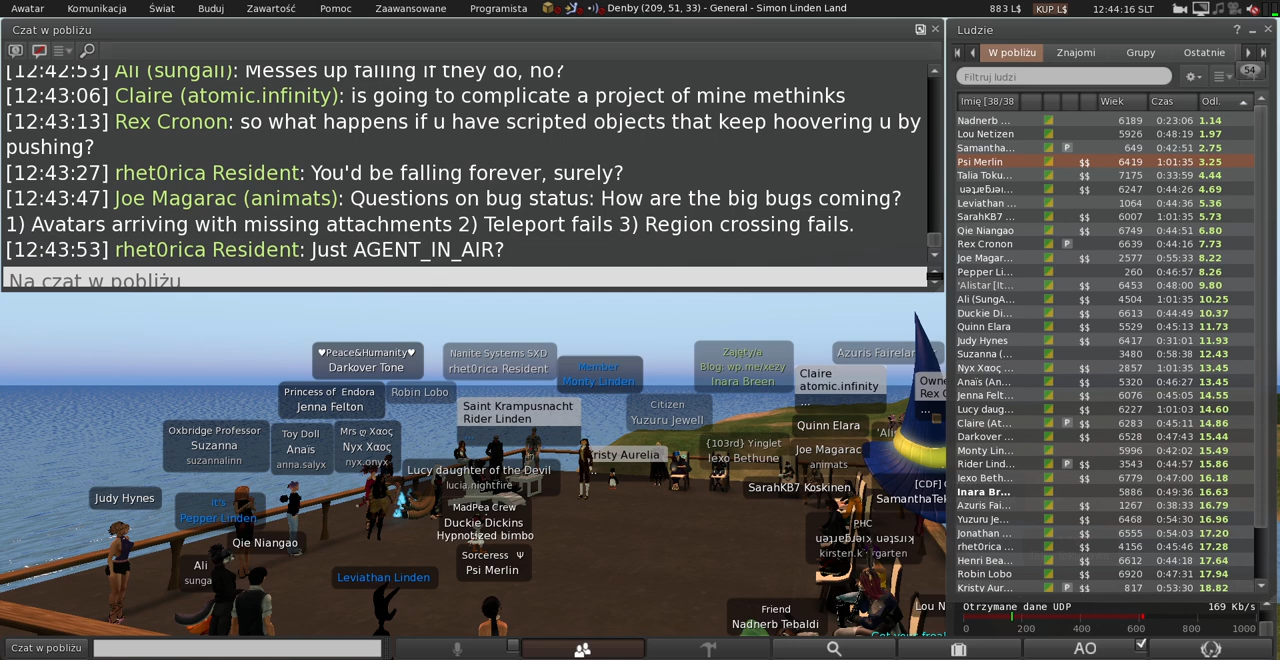 Awatar Komunikacja Świat Buduj Zawartość Pomoc Zaawansowane Programista Denby (209, 51, 33) - General - Simon Linden Land 883 L$ KUP L$ 12:44:16 SLT
Czat w pobliżu
[12:42:53] Ali (sungali): Messes up falling if they do, no?
[12:43:06] Claire (atomic.infinity): is going to complicate a project of mine methinks
[12:43:13] Rex Cronon: so what happens if u have scripted objects that keep hoovering u by
pushing?
[12:43:27] rhet0rica Resident: You'd be falling forever, surely?
[12:43:47] Joe Magarac (animats): Questions on bug status: How are the big bugs coming?
1) Avatars arriving with missing attachments 2) Teleport fails 3) Region crossing fails.
[12:43:53] rhet0rica Resident: Just AGENT_IN_AIR?
Na czat w pobliżu
♥Peace&Humanity♥
Darkover Tone
Nanite Systems SXD
rhet0rica Resident
Member
Monty Linden
Zajęty/a
Blog: wp.me/xezy
Inara Breen
Azuris Fairelar
Claire
atomic.infinity
...
Owne
Rex C
...
Princess of Endora
Jenna Felton
Robin Lobo
Saint Krampusnacht
Rider Linden
Citizen
Yuzuru Jewell
Quinn Elara
'Ali
Oxbridge Professor
Suzanna
suzannalinn
Toy Doll
Anais
anna.salyx
Mrs ღ Χαος
Nyx Χαος
nyx.onyx
Kristy Aurelia
{103rd} Yinglet
Iexo Bethune
Joe Magarac
animats
Lucy daughter of the Devil
lucia.nightfire
SarahKB7 Koskinen
[CDF]
SamanthaTek
Judy Hynes
It's
Pepper Linden
MadPea Crew
Duckie Dickins
Hypnotized bimbo
PHC
Qie Niangao
Sorceress Ψ
Psi Merlin
Ali
sunga
Leviathan Linden
Friend
Nadnerb Tebaldi
Lou N
Ludzie
W pobliżu Znajomi Grupy Ostatnie
54
Filtruj ludzi
Imię [38/38 Wiek Czas Odl.
Nadnerb ... 6189 0:23:06 1.14
Lou Netizen 5926 0:48:19 1.97
Samantha... P 649 0:42:51 2.75
Psi Merlin $$ 6419 1:01:35 3.25
Talia Toku... $$ 7175 0:33:59 4.44
$$ 6247 0:44:26 4.69
Leviathan ... 1064 0:44:36 5.36
SarahKB7 ... $$ 6007 1:01:35 5.73
Qie Niangao $$ 6749 0:44:51 6.80
Rex Cronon P 6639 0:44:16 7.73
Joe Magar... $$ 2577 0:55:33 8.22
Pepper Li... 260 0:46:57 8.26
'Alistar [It... $$ 6453 0:48:00 9.80
Ali (SungA... $$ 4504 1:01:35 10.25
Duckie Di... $$ 6613 0:44:49 10.37
Quinn Elara $$ 5529 0:45:13 11.73
Judy Hynes $$ 6417 0:31:01 11.93
Suzanna (... 3480 0:58:38 12.43
Nyx Χαος ... $$ 2857 1:01:35 13.45
Anaïs (An... $$ 5320 0:46:27 13.45
Jenna Felt... $$ 6076 0:45:05 14.55
Lucy daug... $$ 6227 1:01:03 14.60
Claire (At... P 6283 0:45:11 14.86
Darkover ... $$ 6528 0:47:43 15.44
Monty Lin... 5996 0:42:02 15.49
Rider Lind... P $$ 3543 0:44:57 15.86
Iexo Beth... $$ 6779 0:47:00 16.18
Inara Br... 5886 0:49:36 16.63
Azuris Fai... $$ 1267 0:38:33 16.79
Yuzuru Je... $$ 6468 0:54:30 16.96
Jonathan ... $$ 6555 0:54:03 17.20
rhet0rica ... $$ 4156 0:45:46 17.28
Henri Bea... $$ 6612 0:44:18 17.64
Robin Lobo $$ 6920 0:47:31 17.94
Kristy Aur... P $$ 817 0:53:30 18.82
Otrzymane dane UDP 169 Kb/s
0 200 400 600 800 1000
Czat w pobliżu AO